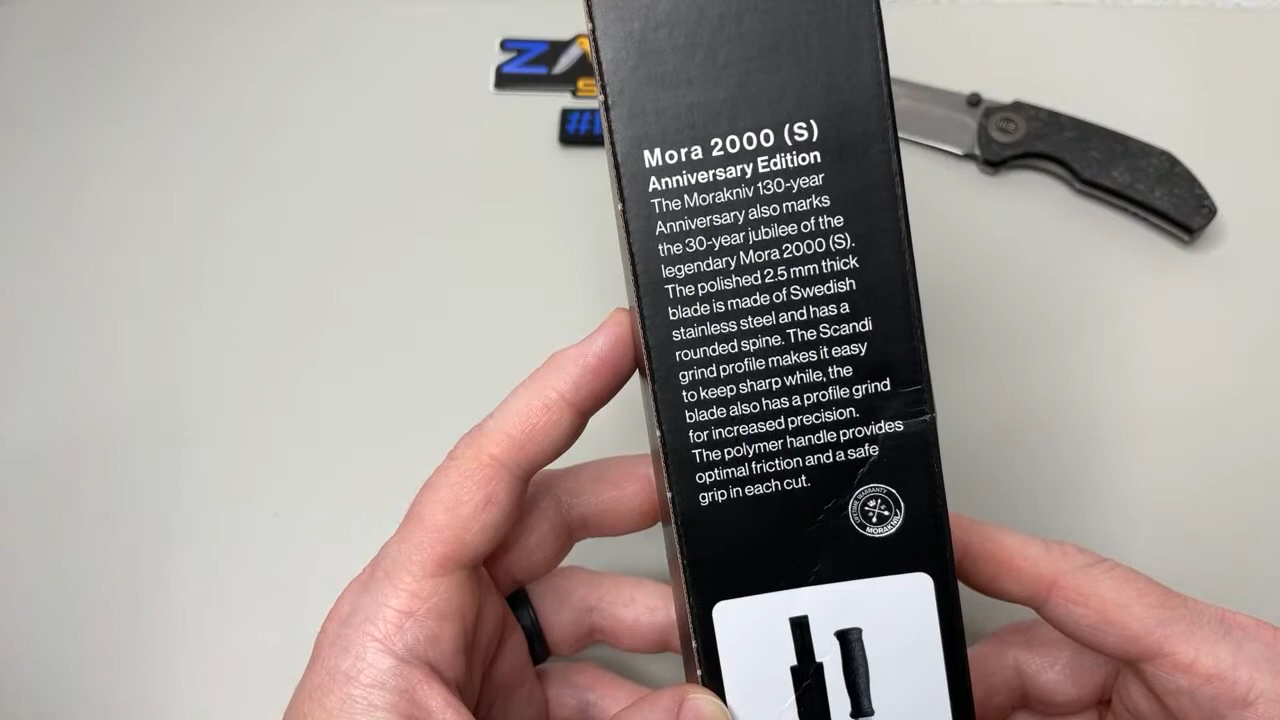 Z
#
Mora 2000 (S)
Anniversary Edition
The Morakniv 130-year
Anniversary also marks
the 30-year jubilee of the
legendary Mora 2000 (S).
The polished 2.5 mm thick
blade is made of Swedish
stainless steel and has a
rounded spine. The Scandi
grind profile makes it easy
to keep sharp while, the
blade also has a profile grind
for increased precision.
The polymer handle provides
optimal friction and a safe
grip in each cut.
LIFETIME WARRANTY
MORAKNIV